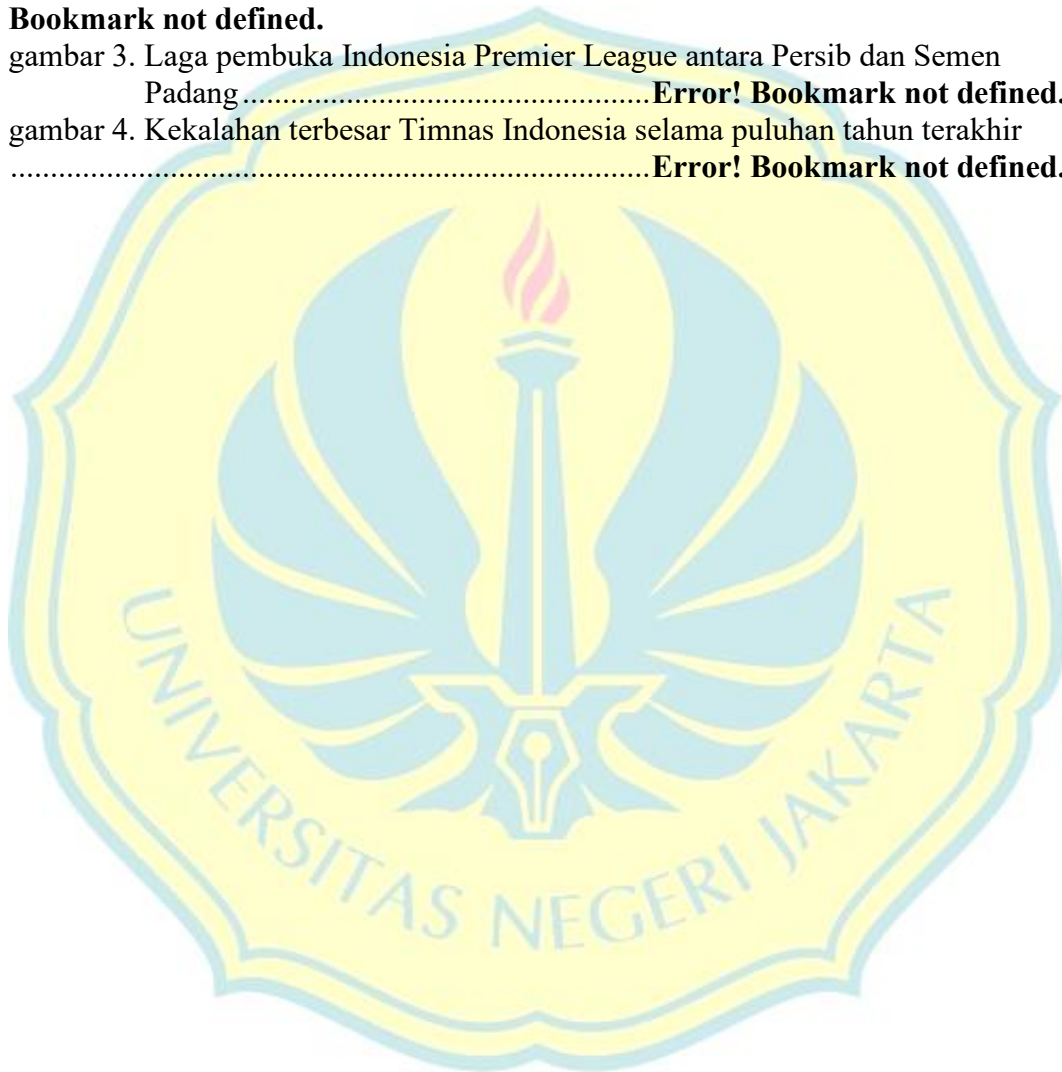 Bookmark not defined.
gambar 3. Laga pembuka Indonesia Premier League antara Persib dan Semen
Padang...................................................Error! Bookmark not defined.
gambar 4. Kekalahan terbesar Timnas Indonesia selama puluhan tahun terakhir
................................................................................Error! Bookmark not defined.
UNIVERSITAS NEGERI JAKARTA